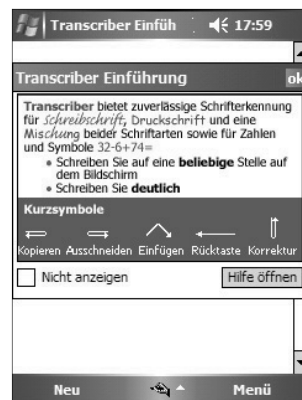 Transcriber Einfüh 17:59
Transcriber Einführung ok
Transcriber bietet zuverlässige Schrifterkennung
für Schreibschrift, Druckschrift und eine
Mischung beider Schriftarten sowie für Zahlen
und Symbole 32-6+74=
• Schreiben Sie auf eine beliebige Stelle auf
dem Bildschirm
• Schreiben Sie deutlich
Kurzsymbole
Kopieren Ausschneiden Einfügen Rücktaste Korrektur
Nicht anzeigen Hilfe öffnen
Neu Menü